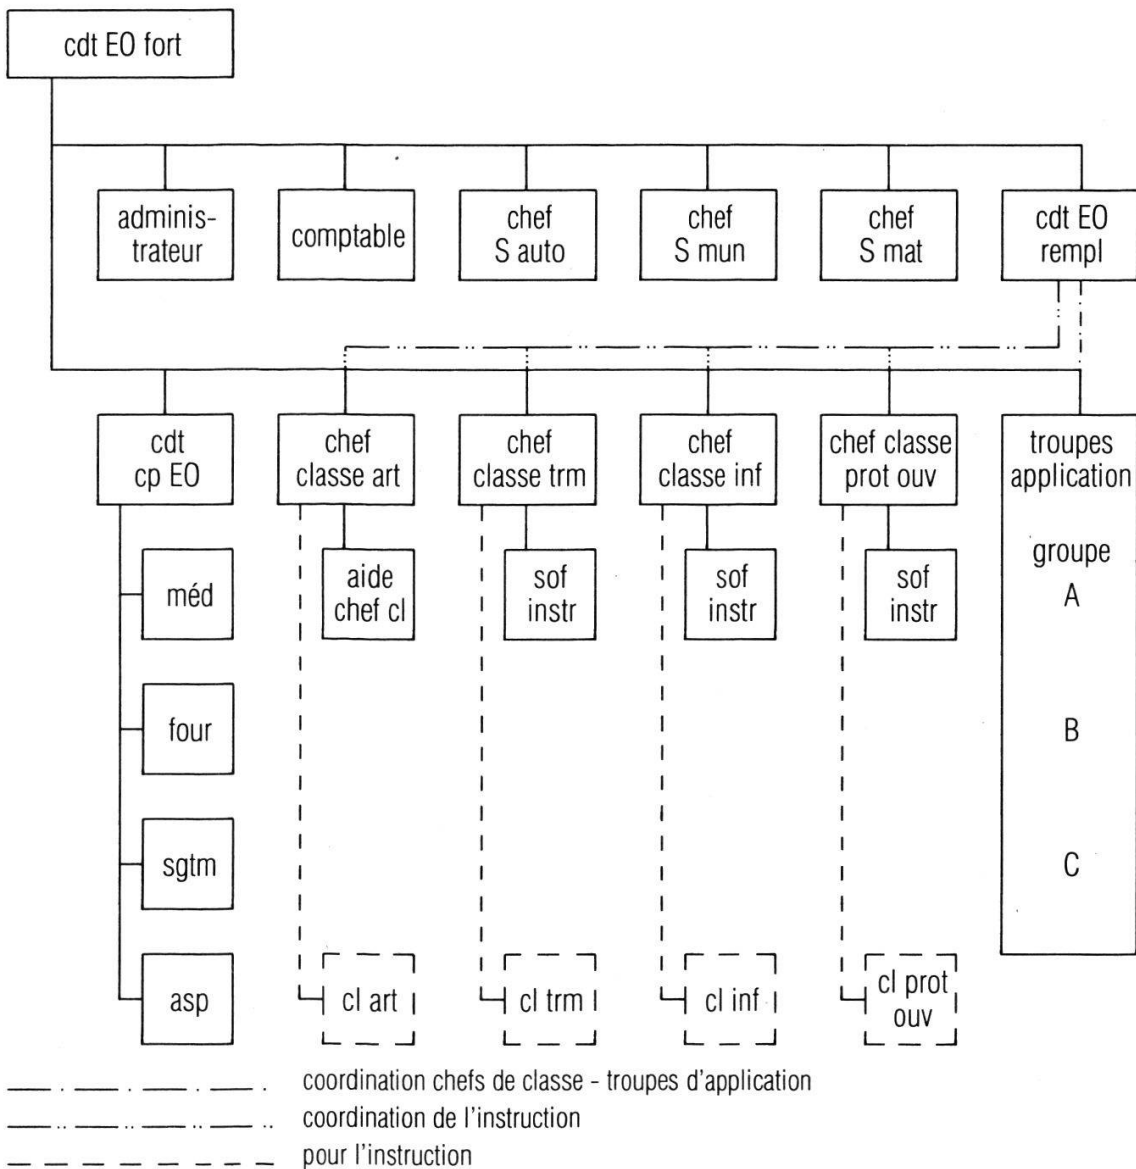 cdt EO fort
adminis-
trateur
comptable
chef
S auto
chef
S mun
chef
S mat
cdt EO
rempl
cdt
cp EO
chef
classe art
chef
classe trm
chef
classe inf
chef classe
prot ouv
troupes
application
groupe
A
B
C
méd
four
sgtm
asp
aide
chef cl
sof
instr
sof
instr
sof
instr
cl art
cl trm
cl inf
cl prot
ouv
coordination chefs de classe - troupes d'application
coordination de l'instruction
pour l'instruction